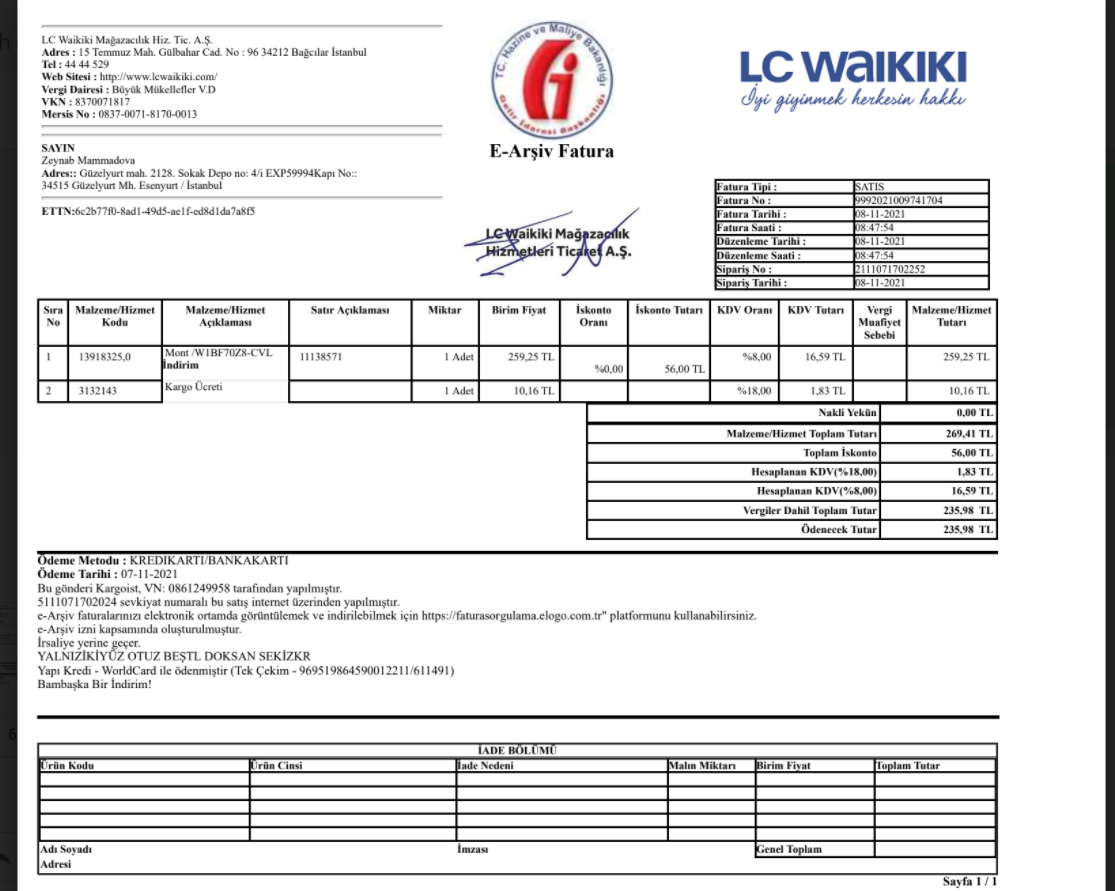 LC Waikiki Mağazacılık Hiz. Tic. A.Ş.
Adres : 15 Temmuz Mah. Gülbahar Cad. No : 96 34212 Bağcılar İstanbul
Tel : 44 44 529
Web Sitesi : http://www.lcwaikiki.com/
Vergi Dairesi : Büyük Mükellefler V.D
VKN : 8370071817
Mersis No : 0837-0071-8170-0013
SAYIN
Zeynab Mammadova
Adres:: Güzelyurt mah. 2128. Sokak Depo no: 4/i EXP59994Kapı No::
34515 Güzelyurt Mh. Esenyurt / İstanbul
ETTN:6c2b77f0-8ad1-49d5-ae1f-ed8d1da7a8f5
T.C. Hazine ve Maliye Bakanlığı
Gelir İdaresi Başkanlığı
E-Arşiv Fatura
LC Waikiki Mağazacılık
Hizmetleri Ticaret A.Ş.
LC WaIKIKI
İyi giyinmek herkesin hakkı
Fatura Tipi : SATIS
Fatura No : 9992021009741704
Fatura Tarihi : 08-11-2021
Fatura Saati : 08:47:54
Düzenleme Tarihi : 08-11-2021
Düzenleme Saati : 08:47:54
Sipariş No : 2111071702252
Sipariş Tarihi : 08-11-2021
Sıra No Malzeme/Hizmet Kodu Malzeme/Hizmet Açıklaması Satır Açıklaması Miktar Birim Fiyat İskonto Oranı İskonto Tutarı KDV Oranı KDV Tutarı Vergi Muafiyet Sebebi Malzeme/Hizmet Tutarı
1 13918325,0 Mont /W1BF70Z8-CVL İndirim 11138571 1 Adet 259,25 TL %0,00 56,00 TL %8,00 16,59 TL 259,25 TL
2 3132143 Kargo Ücreti 1 Adet 10,16 TL %18,00 1,83 TL 10,16 TL
Nakli Yekün 0,00 TL
Malzeme/Hizmet Toplam Tutarı 269,41 TL
Toplam İskonto 56,00 TL
Hesaplanan KDV(%18,00) 1,83 TL
Hesaplanan KDV(%8,00) 16,59 TL
Vergiler Dahil Toplam Tutar 235,98 TL
Ödenecek Tutar 235,98 TL
Ödeme Metodu : KREDIKARTI/BANKAKARTI
Ödeme Tarihi : 07-11-2021
Bu gönderi Kargoist, VN: 0861249958 tarafından yapılmıştır.
5111071702024 sevkiyat numaralı bu satış internet üzerinden yapılmıştır.
e-Arşiv faturalarınızı elektronik ortamda görüntülemek ve indirilebilmek için https://faturasorgulama.elogo.com.tr" platformunu kullanabilirsiniz.
e-Arşiv izni kapsamında oluşturulmuştur.
İrsaliye yerine geçer.
YALNIZİKİYÜZ OTUZ BEŞTL DOKSAN SEKİZKR
Yapı Kredi - WorldCard ile ödenmiştir (Tek Çekim - 969519864590012211/611491)
Bambaşka Bir İndirim!
İADE BÖLÜMÜ
Ürün Kodu Ürün Cinsi İade Nedeni Malın Miktarı Birim Fiyat Toplam Tutar
Adı Soyadı İmzası Genel Toplam
Adresi
Sayfa 1 / 1